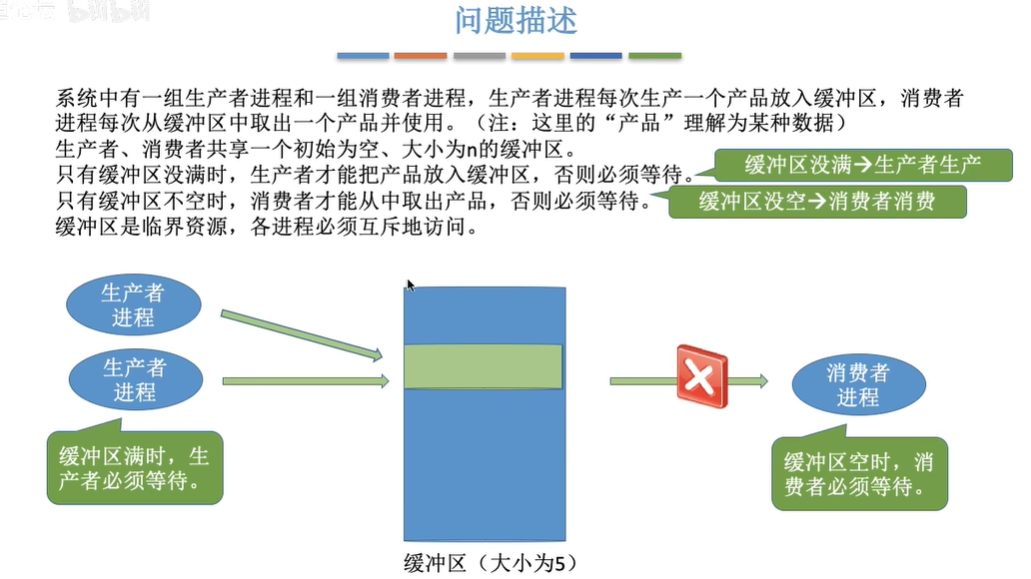 bilibili
问题描述
系统中有一组生产者进程和一组消费者进程，生产者进程每次生产一个产品放入缓冲区，消费者
进程每次从缓冲区中取出一个产品并使用。（注：这里的“产品”理解为某种数据）
生产者、消费者共享一个初始为空、大小为n的缓冲区。
只有缓冲区没满时，生产者才能把产品放入缓冲区，否则必须等待。
缓冲区没满→生产者生产
只有缓冲区不空时，消费者才能从中取出产品，否则必须等待。
缓冲区没空→消费者消费
缓冲区是临界资源，各进程必须互斥地访问。
生产者
进程
生产者
进程
缓冲区满时，生
产者必须等待。
消费者
进程
缓冲区空时，消
费者必须等待。
缓冲区（大小为5）